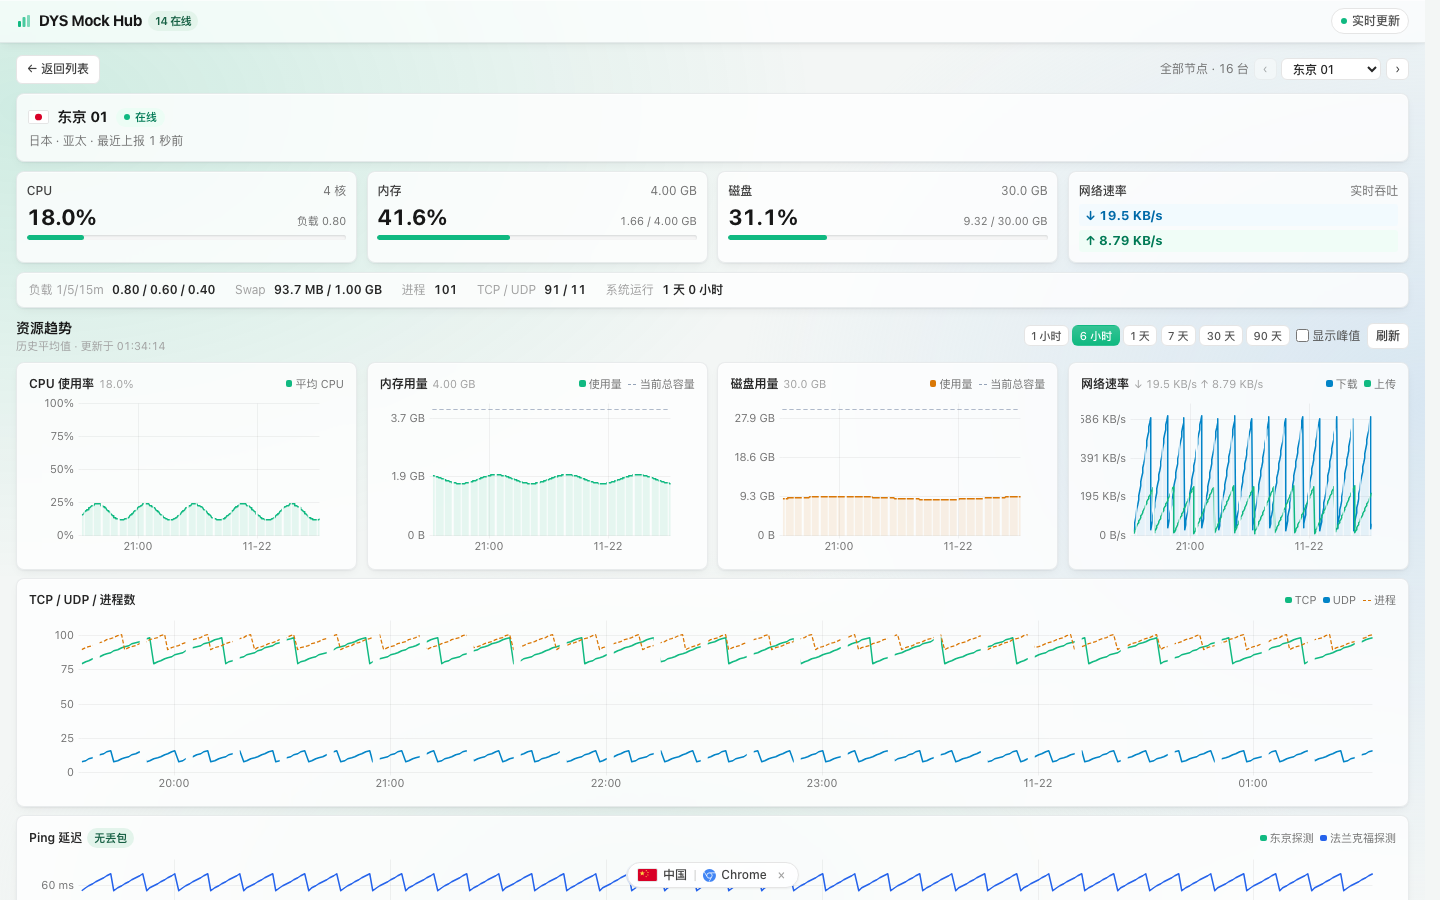 DYS Mock Hub 14 在线 实时更新
← 返回列表 全部节点 · 16 台 ‹ 东京 01 ›
东京 01 在线
日本 · 亚太 · 最近上报 1 秒前
CPU 4 核
18.0% 负载 0.80
内存 4.00 GB
41.6% 1.66 / 4.00 GB
磁盘 30.0 GB
31.1% 9.32 / 30.00 GB
网络速率 实时吞吐
↓ 19.5 KB/s
↑ 8.79 KB/s
负载 1/5/15m 0.80 / 0.60 / 0.40 Swap 93.7 MB / 1.00 GB 进程 101 TCP / UDP 91 / 11 系统运行 1 天 0 小时
资源趋势
历史平均值 · 更新于 01:34:14
1 小时 6 小时 1 天 7 天 30 天 90 天 显示峰值 刷新
CPU 使用率 18.0% 平均 CPU
100%
75%
50%
25%
0%
21:00 11-22
内存用量 4.00 GB 使用量 当前总容量
3.7 GB
1.9 GB
0 B
21:00 11-22
磁盘用量 30.0 GB 使用量 当前总容量
27.9 GB
18.6 GB
9.3 GB
0 B
21:00 11-22
网络速率 ↓ 19.5 KB/s ↑ 8.79 KB/s 下载 上传
586 KB/s
391 KB/s
195 KB/s
0 B/s
21:00 11-22
TCP / UDP / 进程数 TCP UDP 进程
100
75
50
25
0
20:00 21:00 22:00 23:00 11-22 01:00
Ping 延迟 无丢包 东京探测 法兰克福探测
60 ms
中国 | Chrome ×